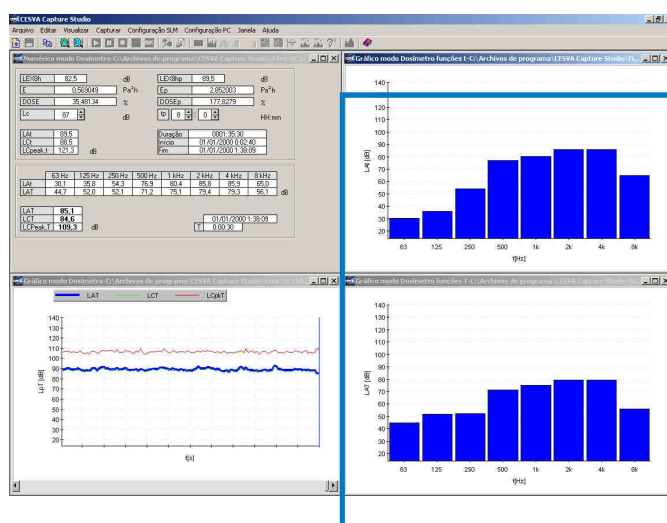 CESVA Capture Studio
Arquivo Editar Visualizar Capturar Configuração SLM Configuração PC Janela Ajuda
Numérico modo Dosímetro-C:\Archivos de programa\CESVA Capture Studio\
LEX8h 82,5 dB LEX8hp 89,5 dB
E 0,569049 Pa²h Ep 2,852003 Pa²h
DOSE 35,48134 % DOSEp 177,8279 %
Lc 87 dB tp 8 : 0 HH:mm
LAt 89,5 Duração 0001:35:30
LCt 88,5 Início 01/01/2000 0:02:40
LCpeak,t 121,3 dB Fim 01/01/2000 1:38:09
63 Hz 125 Hz 250 Hz 500 Hz 1 kHz 2 kHz 4 kHz 8 kHz
LAt 30,1 35,8 54,3 76,9 80,4 85,8 85,9 65,0
LAT 44,7 52,0 52,1 71,2 75,1 79,4 79,3 56,1 dB
LAT 85,1
LCT 84,6 01/01/2000 1:38:09
LCPeak,T 109,3 dB T 0:00:30
Gráfico modo Dosímetro funções t-C:\Archivos de programa\CESVA Capture Studio\
140
120
110
100
90
80
70
60
50
40
30
20
LAt [dB]
63 125 250 500 1k 2k 4k 8k
f[Hz]
Gráfico modo Dosímetro-C:\Archivos de programa\CESVA Capture Studio\
LAT LCT LCpkT
140
130
120
110
100
90
80
70
60
50
40
30
20
LpT [dB]
t[s]
Gráfico modo Dosímetro funções T-C:\Archivos de programa\CESVA Capture Studio\
140
130
120
110
100
90
80
70
60
50
40
30
20
LAT [dB]
63 125 250 500 1k 2k 4k 8k
f[Hz]